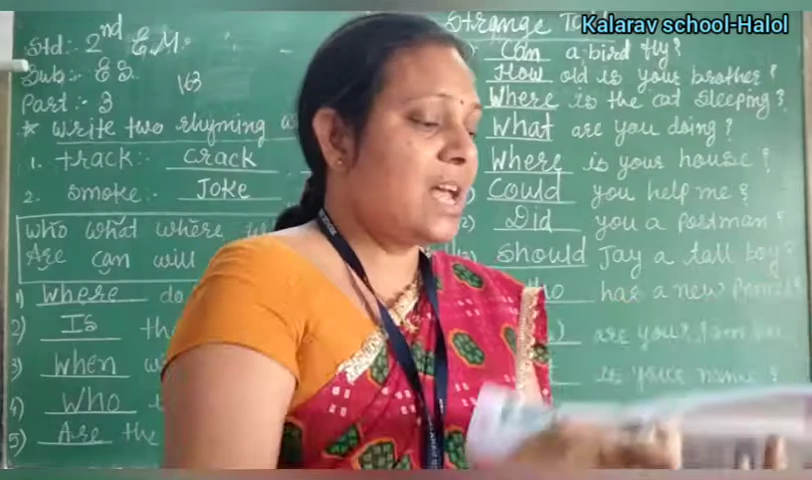 Kalarav school-Halol
Std:- 2nd E.M.
Sub:- E.S.
Part:- 3
163
* write two rhyming
1. track:- crack
2. smoke:- Joke
who what where
Are can will
1) Where do
2) Is
3) When
4) Who
5) Are the
Strange
Can a bird fly?
How old is your brother?
Where is the cat sleeping?
What are you doing?
Where is your house?
Could you help me?
Did you a postman?
should Jay a tall boy?
has a new
are your
is your name?